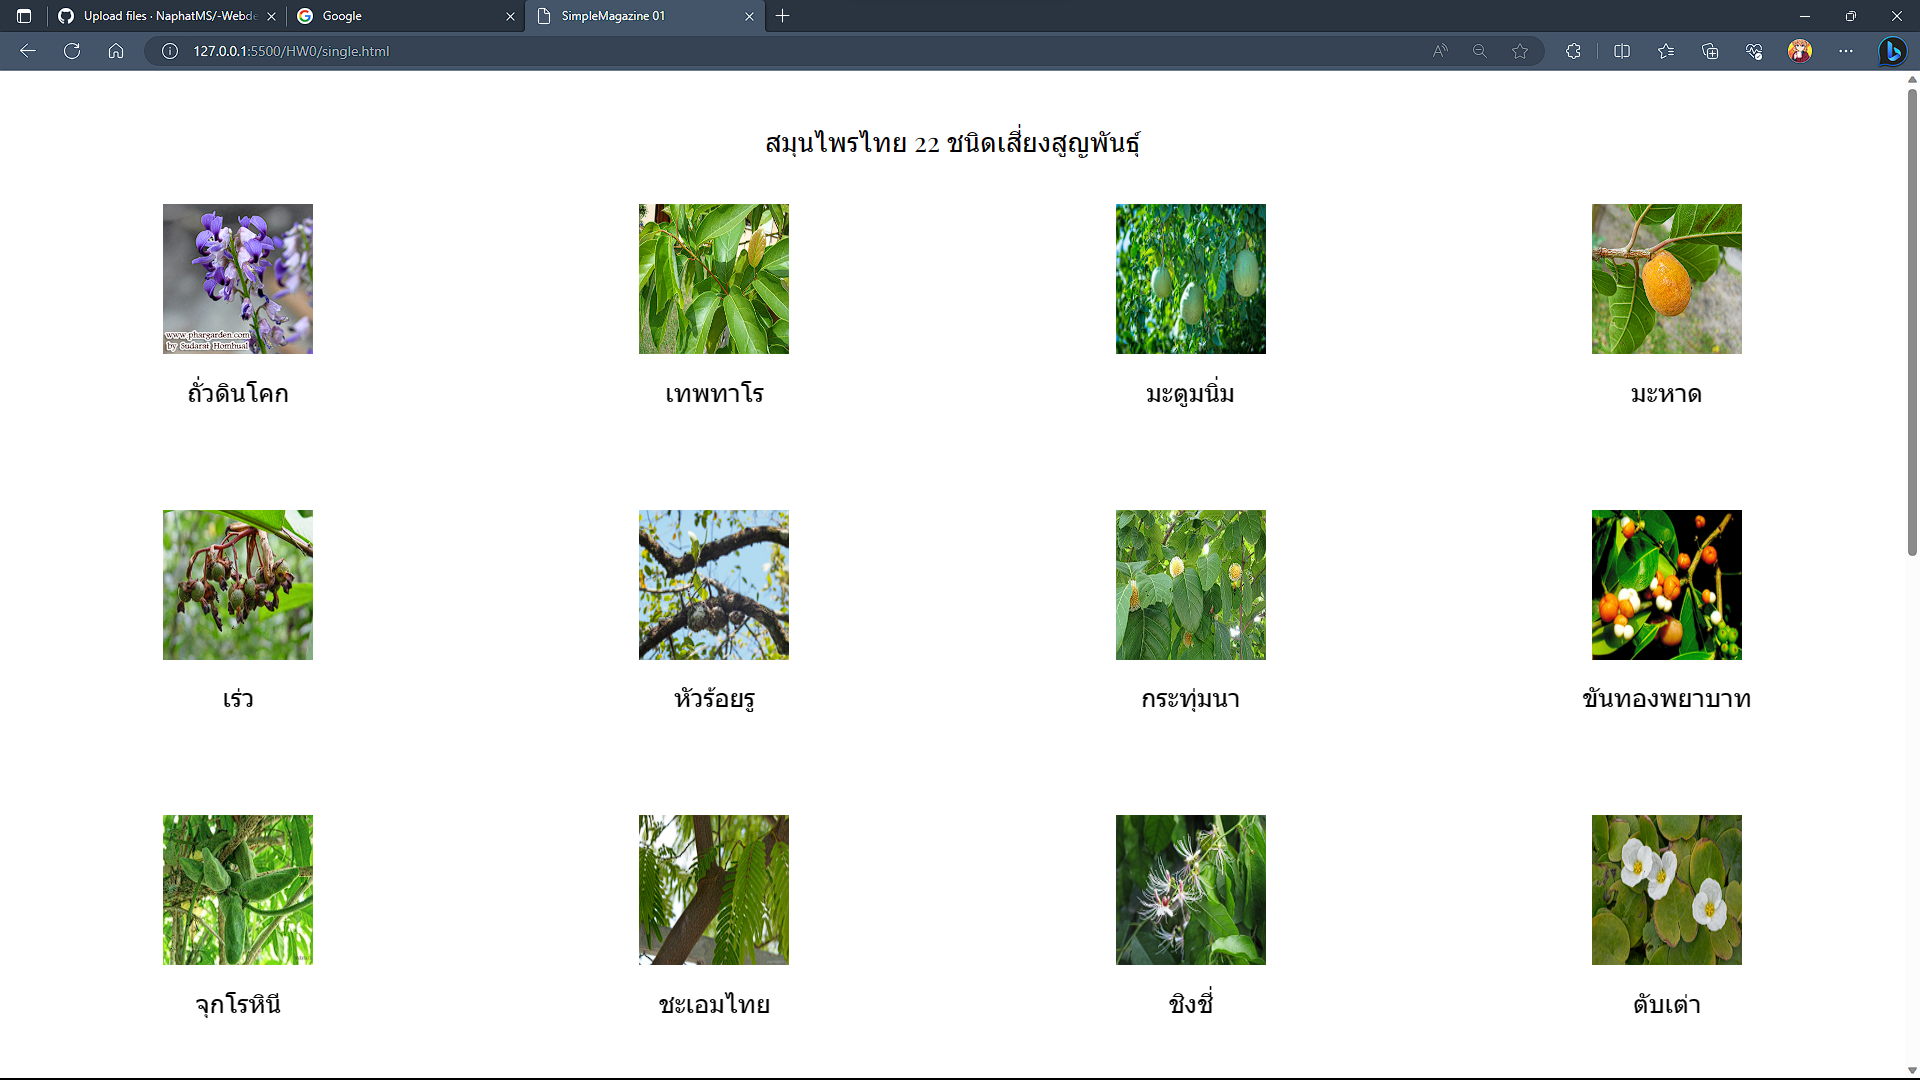 Upload files · NaphatMS/-Webde
Google
SimpleMagazine 01
127.0.0.1:5500/HW0/single.html
สมุนไพรไทย 22 ชนิดเสี่ยงสูญพันธุ์
www.phargarden.com
by Sudarat Homhual
ถั่วดินโคก
เทพทาโร
มะตูมนิ่ม
มะหาด
เร่ว
หัวร้อยรู
กระทุ่มนา
ขันทองพยาบาท
จุกโรหินี
ชะเอมไทย
ชิงชี่
ตับเต่า